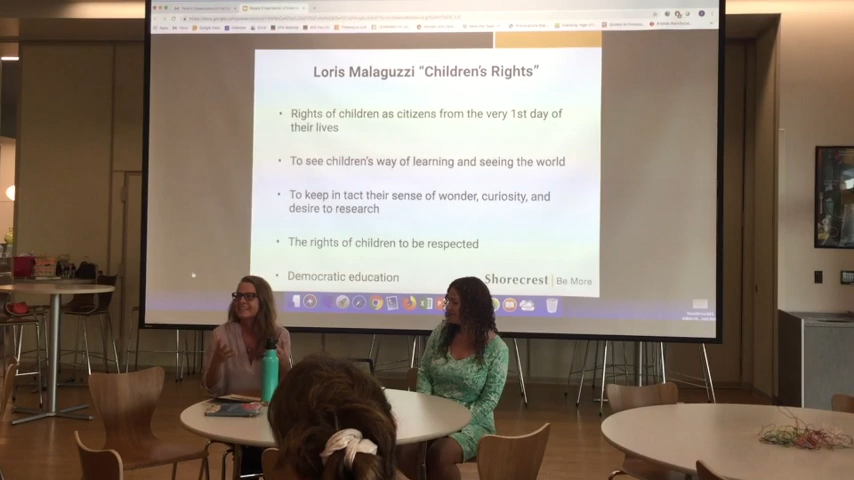 Loris Malaguzzi “Children’s Rights”
• Rights of children as citizens from the very 1st day of
their lives
• To see children’s way of learning and seeing the world
• To keep in tact their sense of wonder, curiosity, and
desire to research
• The rights of children to be respected
• Democratic education
Shorecrest | Be More